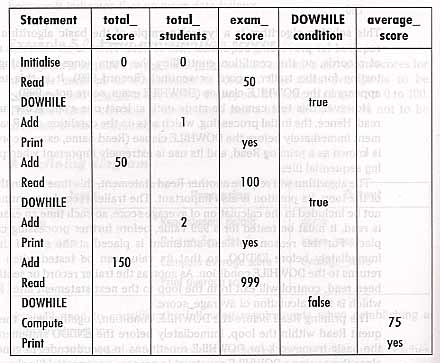 Statement total_ score total_ students exam_ score DOWHILE condition average_ score
Initialise 0 0
Read 50
DOWHILE true
Add 1
Print yes
Add 50
Read 100
DOWHILE true
Add 2
Print yes
Add 150
Read 999
DOWHILE false
Compute 75
Print yes